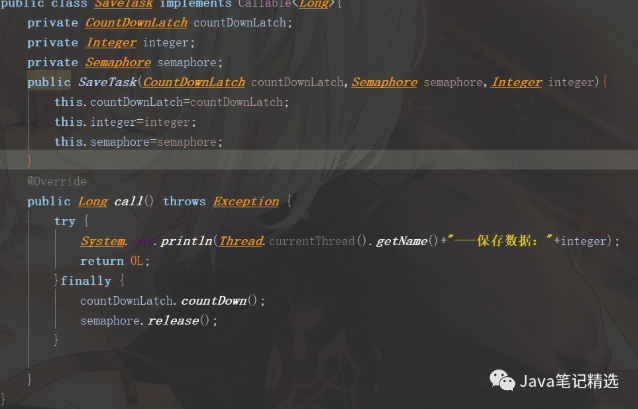 public class SaveTask implements Callable<Long>{
private CountDownLatch countDownLatch;
private Integer integer;
private Semaphore semaphore;
public SaveTask(CountDownLatch countDownLatch,Semaphore semaphore,Integer integer){
this.countDownLatch=countDownLatch;
this.integer=integer;
this.semaphore=semaphore;
}
@Override
public Long call() throws Exception {
try {
System.out.println(Thread.currentThread().getName()+"---保存数据："+integer);
return 0L;
}finally {
countDownLatch.countDown();
semaphore.release();
}
}
}
Java笔记精选